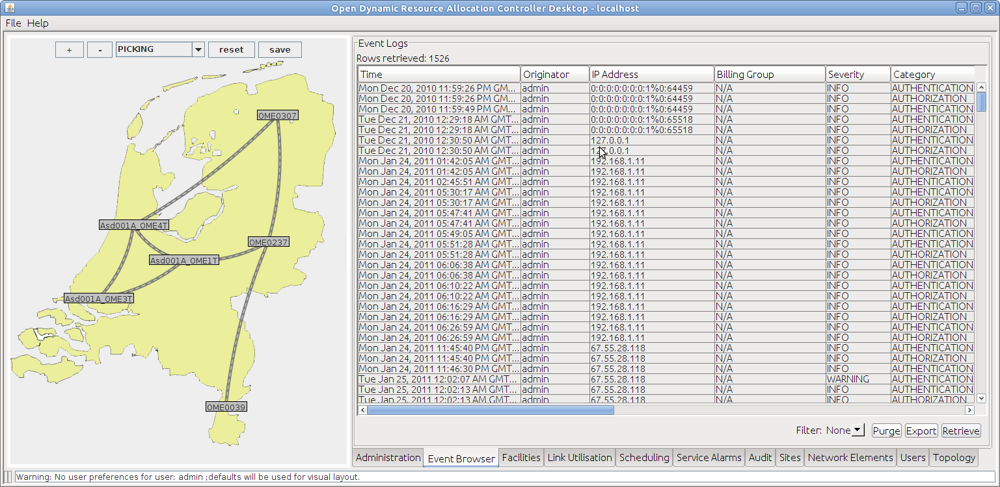 Open Dynamic Resource Allocation Controller Desktop - localhost
File Help
+ - PICKING reset save
OME0307
Asd001A_OME4T
OME0237
Asd001A_OME1T
Asd001A_OME3T
OME0039
Event Logs
Rows retrieved: 1526
Time Originator IP Address Billing Group Severity Category
Mon Dec 20, 2010 11:59:26 PM GM... admin 0:0:0:0:0:0:0:1%0:64459 N/A INFO AUTHENTICATION
Mon Dec 20, 2010 11:59:26 PM GM... admin 0:0:0:0:0:0:0:1%0:64459 N/A INFO AUTHORIZATION
Mon Dec 20, 2010 11:59:49 PM GM... admin 0:0:0:0:0:0:0:1%0:64459 N/A INFO AUTHENTICATION
Tue Dec 21, 2010 12:29:18 AM GMT... admin 0:0:0:0:0:0:0:1%0:65518 N/A INFO AUTHENTICATION
Tue Dec 21, 2010 12:29:18 AM GMT... admin 0:0:0:0:0:0:0:1%0:65518 N/A INFO AUTHORIZATION
Tue Dec 21, 2010 12:30:50 AM GMT... admin 127.0.0.1 N/A INFO AUTHENTICATION
Tue Dec 21, 2010 12:30:50 AM GMT... admin 127.0.0.1 N/A INFO AUTHORIZATION
Mon Jan 24, 2011 01:42:05 AM GMT... admin 192.168.1.11 N/A INFO AUTHENTICATION
Mon Jan 24, 2011 01:42:05 AM GMT... admin 192.168.1.11 N/A INFO AUTHORIZATION
Mon Jan 24, 2011 02:45:51 AM GMT... admin 192.168.1.11 N/A INFO AUTHENTICATION
Mon Jan 24, 2011 05:30:17 AM GMT... admin 192.168.1.11 N/A INFO AUTHENTICATION
Mon Jan 24, 2011 05:30:17 AM GMT... admin 192.168.1.11 N/A INFO AUTHORIZATION
Mon Jan 24, 2011 05:47:41 AM GMT... admin 192.168.1.11 N/A INFO AUTHENTICATION
Mon Jan 24, 2011 05:47:41 AM GMT... admin 192.168.1.11 N/A INFO AUTHORIZATION
Mon Jan 24, 2011 05:49:05 AM GMT... admin 192.168.1.11 N/A INFO AUTHENTICATION
Mon Jan 24, 2011 05:51:28 AM GMT... admin 192.168.1.11 N/A INFO AUTHENTICATION
Mon Jan 24, 2011 05:51:28 AM GMT... admin 192.168.1.11 N/A INFO AUTHORIZATION
Mon Jan 24, 2011 06:06:38 AM GMT... admin 192.168.1.11 N/A INFO AUTHENTICATION
Mon Jan 24, 2011 06:06:38 AM GMT... admin 192.168.1.11 N/A INFO AUTHORIZATION
Mon Jan 24, 2011 06:10:22 AM GMT... admin 192.168.1.11 N/A INFO AUTHENTICATION
Mon Jan 24, 2011 06:10:22 AM GMT... admin 192.168.1.11 N/A INFO AUTHORIZATION
Mon Jan 24, 2011 06:16:29 AM GMT... admin 192.168.1.11 N/A INFO AUTHENTICATION
Mon Jan 24, 2011 06:16:29 AM GMT... admin 192.168.1.11 N/A INFO AUTHORIZATION
Mon Jan 24, 2011 06:26:59 AM GMT... admin 192.168.1.11 N/A INFO AUTHENTICATION
Mon Jan 24, 2011 06:26:59 AM GMT... admin 192.168.1.11 N/A INFO AUTHORIZATION
Mon Jan 24, 2011 11:45:40 PM GMT... admin 67.55.28.118 N/A INFO AUTHENTICATION
Mon Jan 24, 2011 11:45:40 PM GMT... admin 67.55.28.118 N/A INFO AUTHORIZATION
Mon Jan 24, 2011 11:46:30 PM GMT... admin 67.55.28.118 N/A INFO AUTHENTICATION
Tue Jan 25, 2011 12:02:07 AM GMT... admin 67.55.28.118 N/A WARNING AUTHENTICATION
Tue Jan 25, 2011 12:02:13 AM GMT... admin 67.55.28.118 N/A INFO AUTHENTICATION
Tue Jan 25, 2011 12:02:13 AM GMT... admin 67.55.28.118 N/A INFO AUTHORIZATION
Filter: None Purge Export Retrieve
Administration Event Browser Facilities Link Utilisation Scheduling Service Alarms Audit Sites Network Elements Users Topology
Warning: No user preferences for user: admin ;defaults will be used for visual layout.